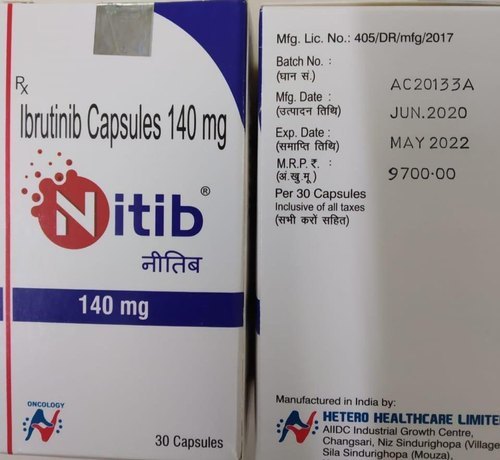 Rx
Ibrutinib Capsules 140 mg
Nitib®
नीतिब
140 mg
ONCOLOGY
30 Capsules
Mfg. Lic. No.: 405/DR/mfg/2017
Batch No. :
(घान सं.)
AC20133A
Mfg. Date :
(उत्पादन तिथि)
JUN.2020
Exp. Date :
(समाप्ति तिथि)
MAY 2022
M.R.P. ₹. :
(अं.खु मू.)
9700.00
Per 30 Capsules
Inclusive of all taxes
(सभी करों सहित)
Manufactured in India by:
HETERO HEALTHCARE LIMITE
AIIDC Industrial Growth Centre,
Changsari, Niz Sindurighopa (Village
Sila Sindurighopa (Mouza),